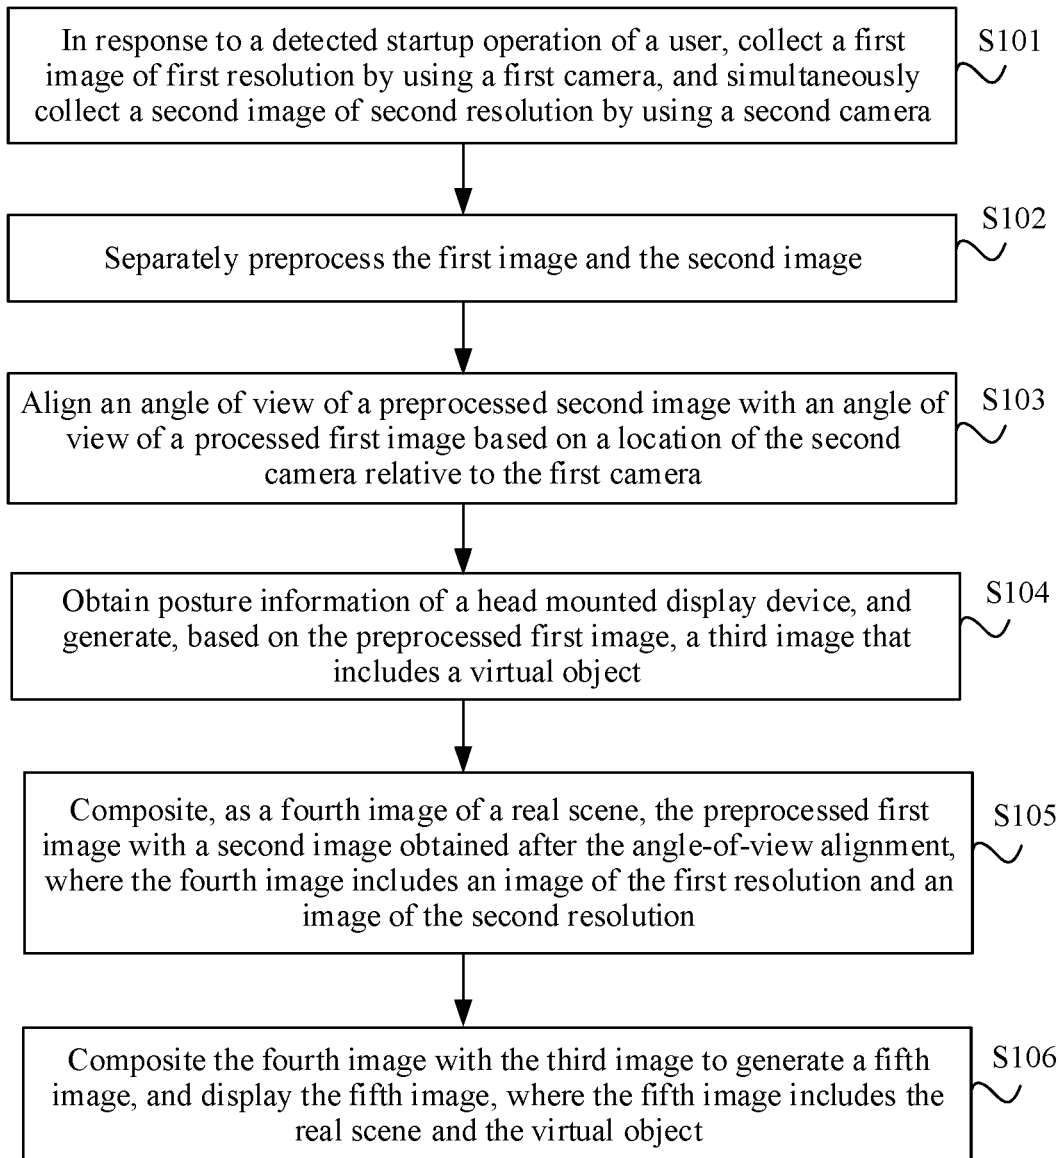 In response to a detected startup operation of a user, collect a first
image of first resolution by using a first camera, and simultaneously
collect a second image of second resolution by using a second camera
S101
Separately preprocess the first image and the second image
S102
Align an angle of view of a preprocessed second image with an angle of
view of a processed first image based on a location of the second
camera relative to the first camera
S103
Obtain posture information of a head mounted display device, and
generate, based on the preprocessed first image, a third image that
includes a virtual object
S104
Composite, as a fourth image of a real scene, the preprocessed first
image with a second image obtained after the angle-of-view alignment,
where the fourth image includes an image of the first resolution and an
image of the second resolution
S105
Composite the fourth image with the third image to generate a fifth
image, and display the fifth image, where the fifth image includes the
real scene and the virtual object
S106